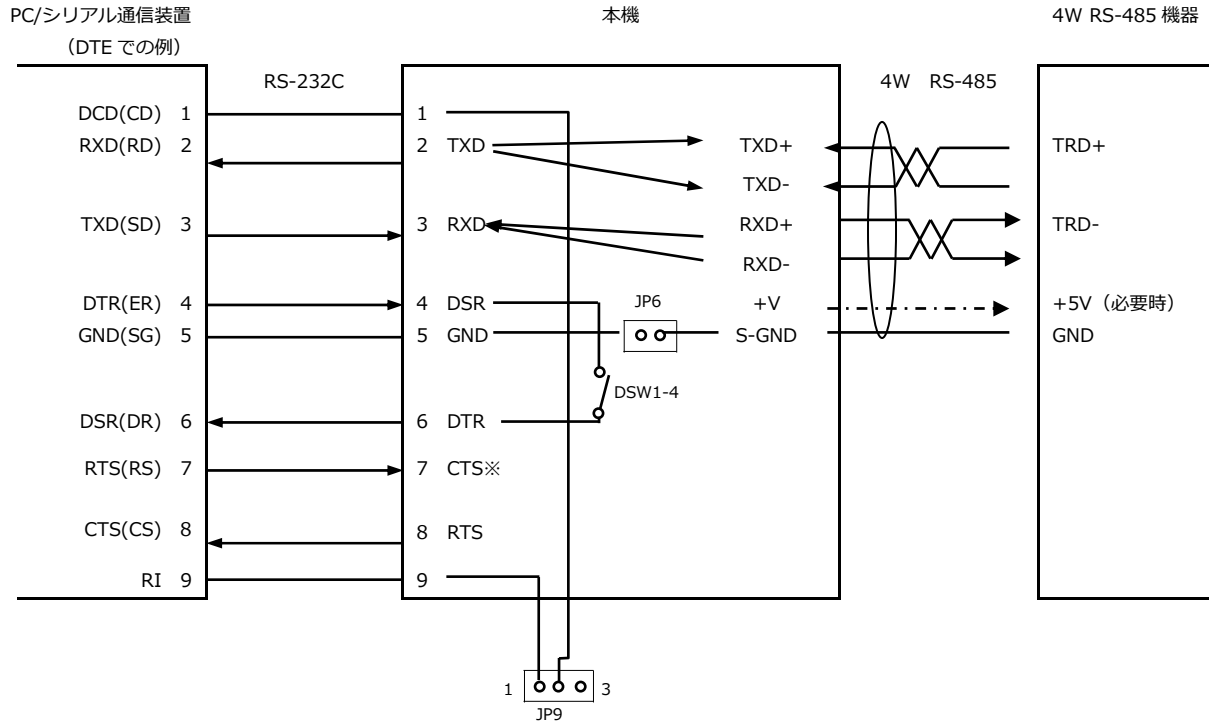 PC/シリアル通信装置
（DTE での例）
本機
4W RS-485 機器
RS-232C
4W RS-485
DCD(CD) 1
RXD(RD) 2
TXD(SD) 3
DTR(ER) 4
GND(SG) 5
DSR(DR) 6
RTS(RS) 7
CTS(CS) 8
RI 9
1
2 TXD
3 RXD
4 DSR
5 GND
6 DTR
7 CTS※
8 RTS
9
JP6
DSW1-4
TXD+
TXD-
RXD+
RXD-
+V
S-GND
TRD+
TRD-
+5V（必要時）
GND
1 3
JP9